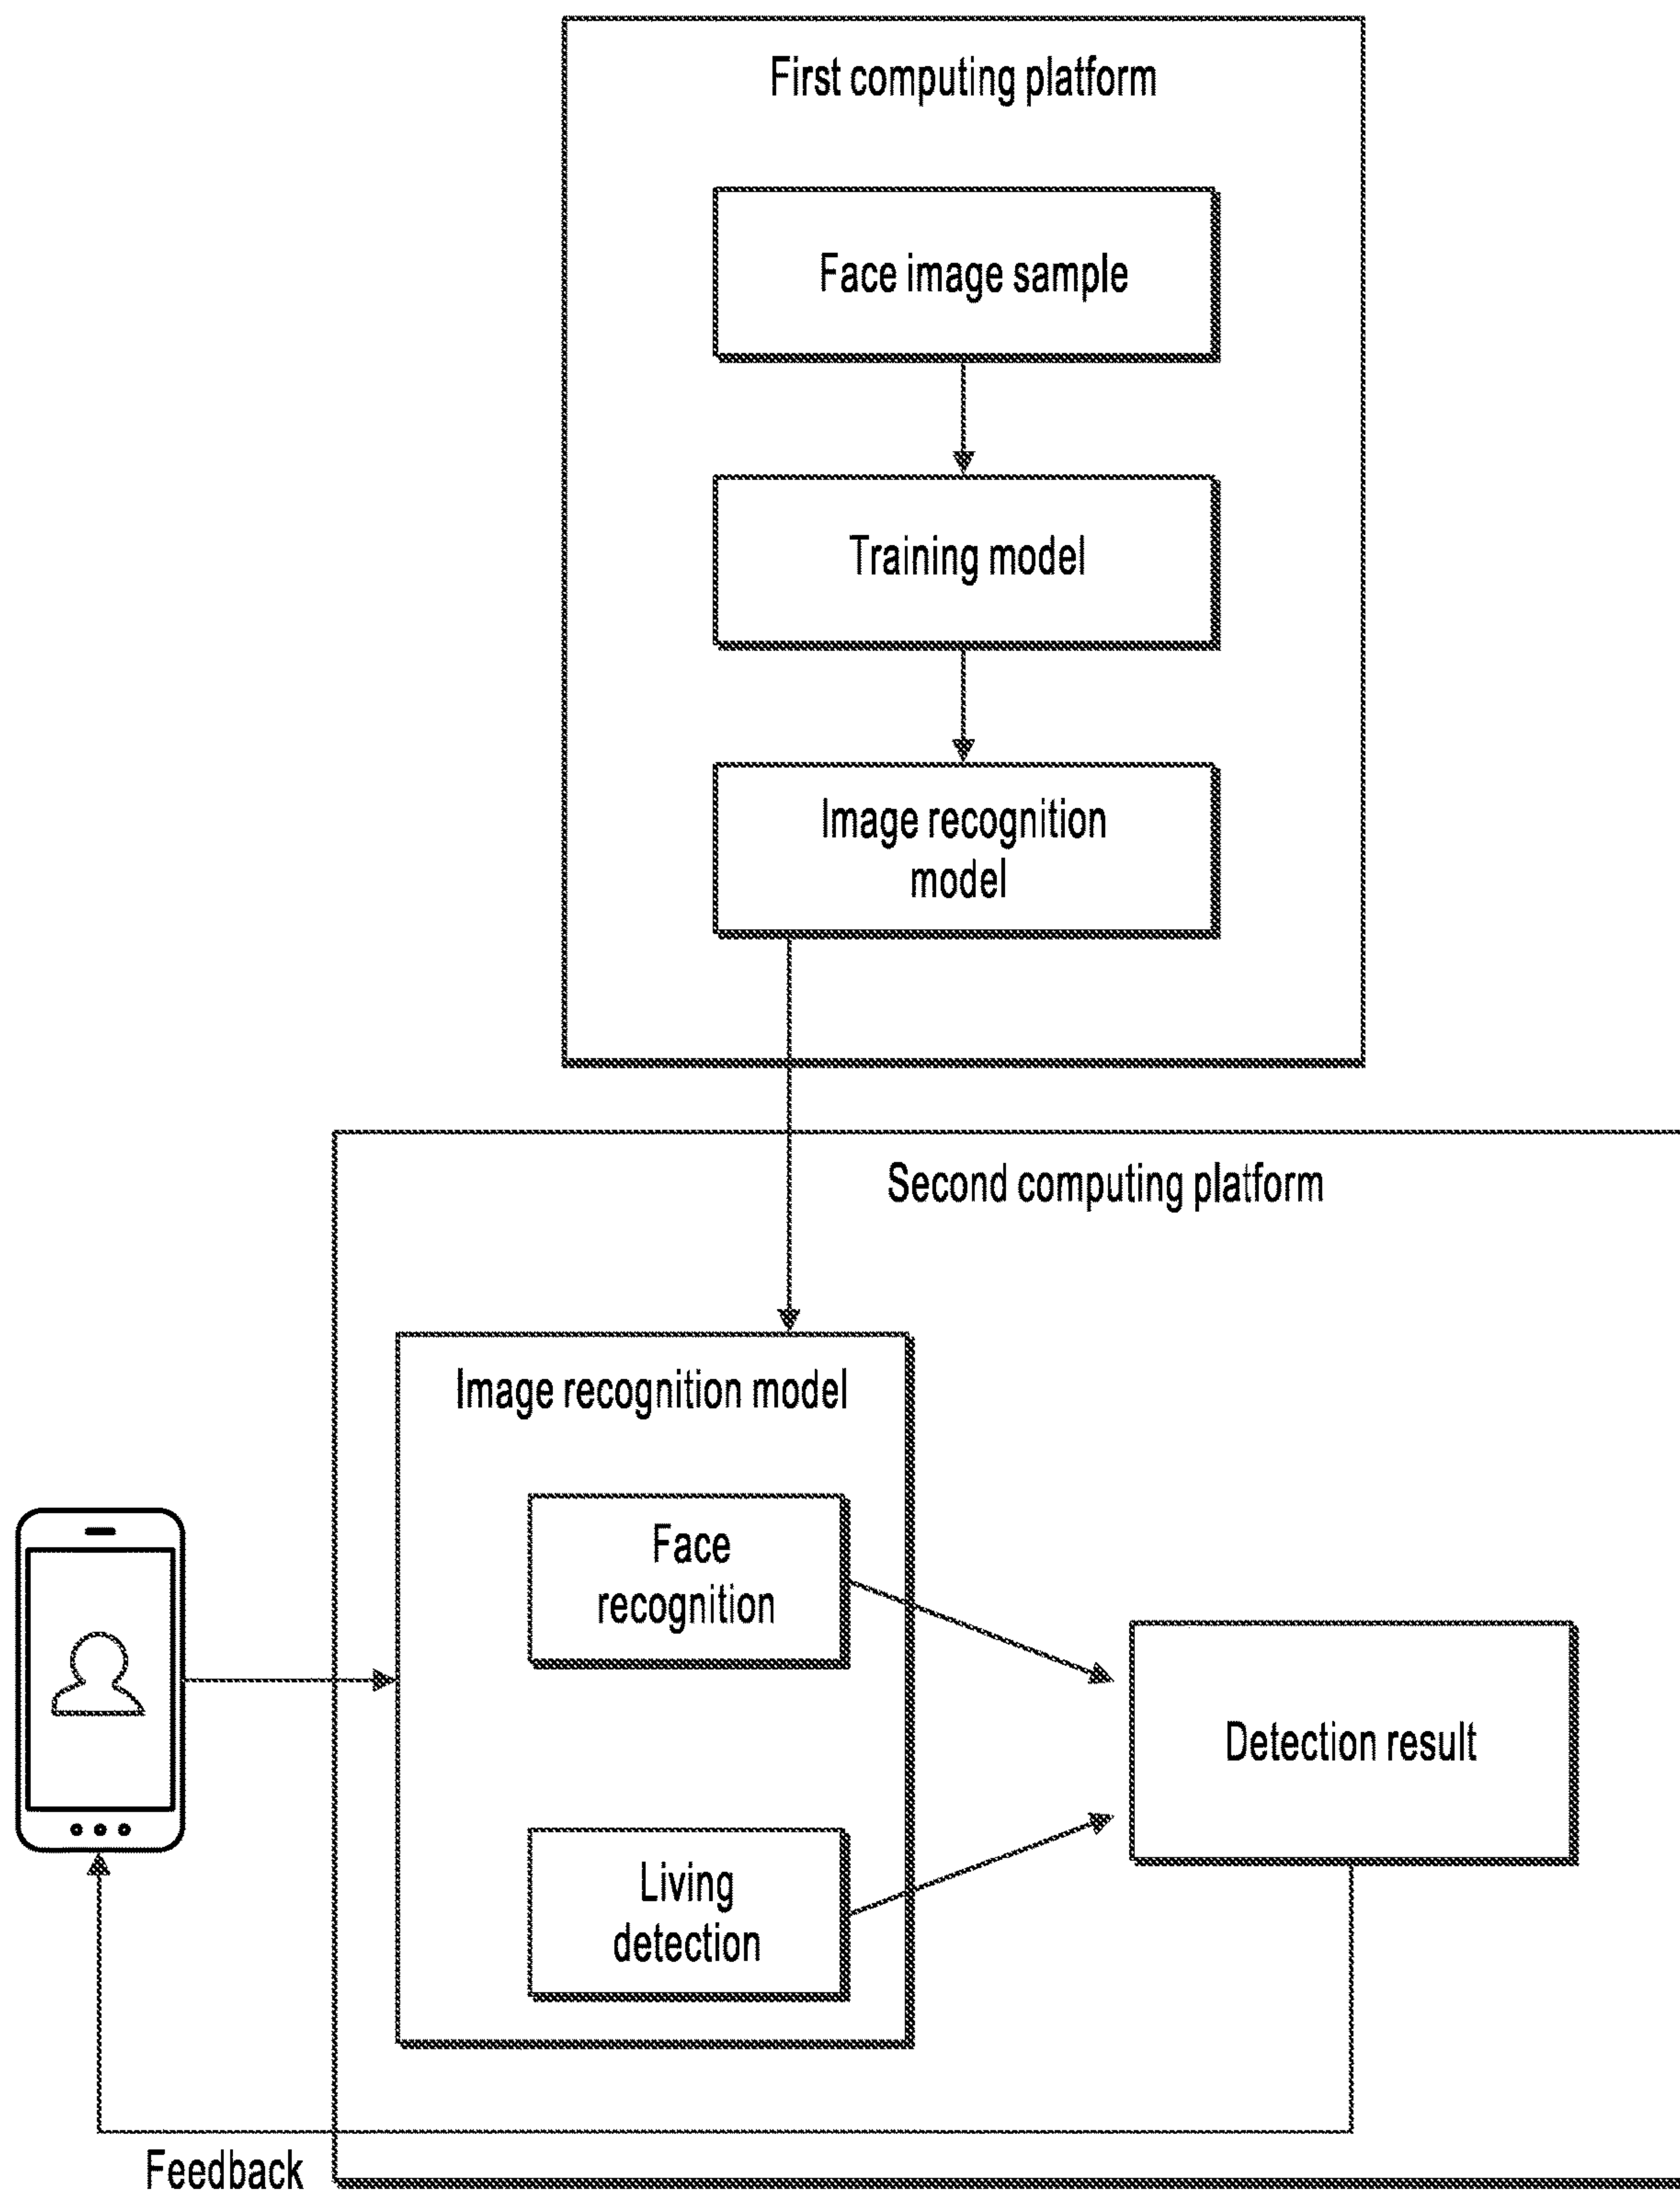 First computing platform
Face image sample
Training model
Image recognition
model
Second computing platform
Image recognition model
Face
recognition
Living
detection
Detection result
Feedback